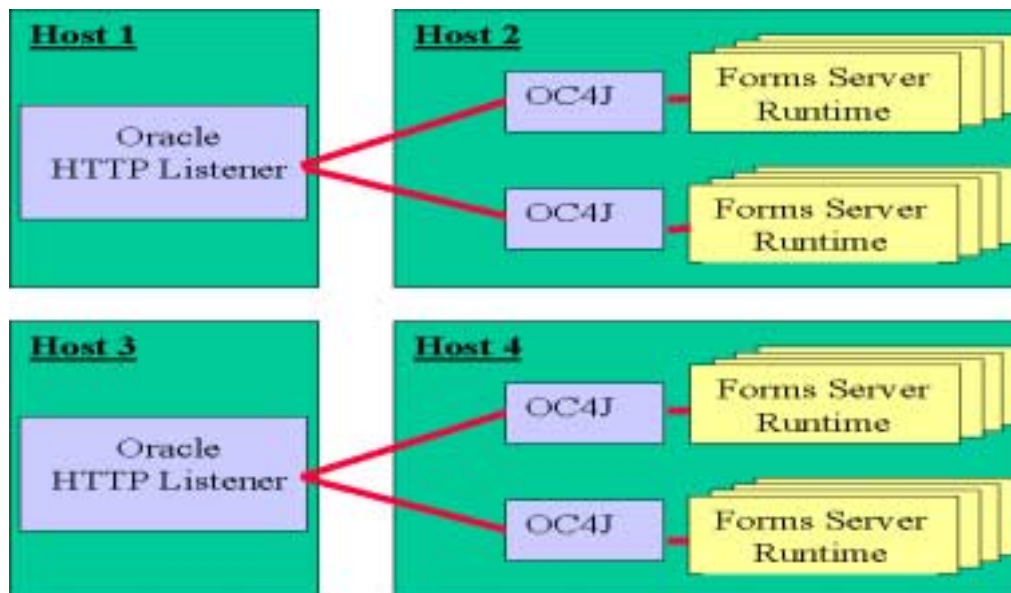 Host 1
Oracle
HTTP Listener
Host 2
OC4J
Forms Server
Runtime
OC4J
Forms Server
Runtime
Host 3
Oracle
HTTP Listener
Host 4
OC4J
Forms Server
Runtime
OC4J
Forms Server
Runtime